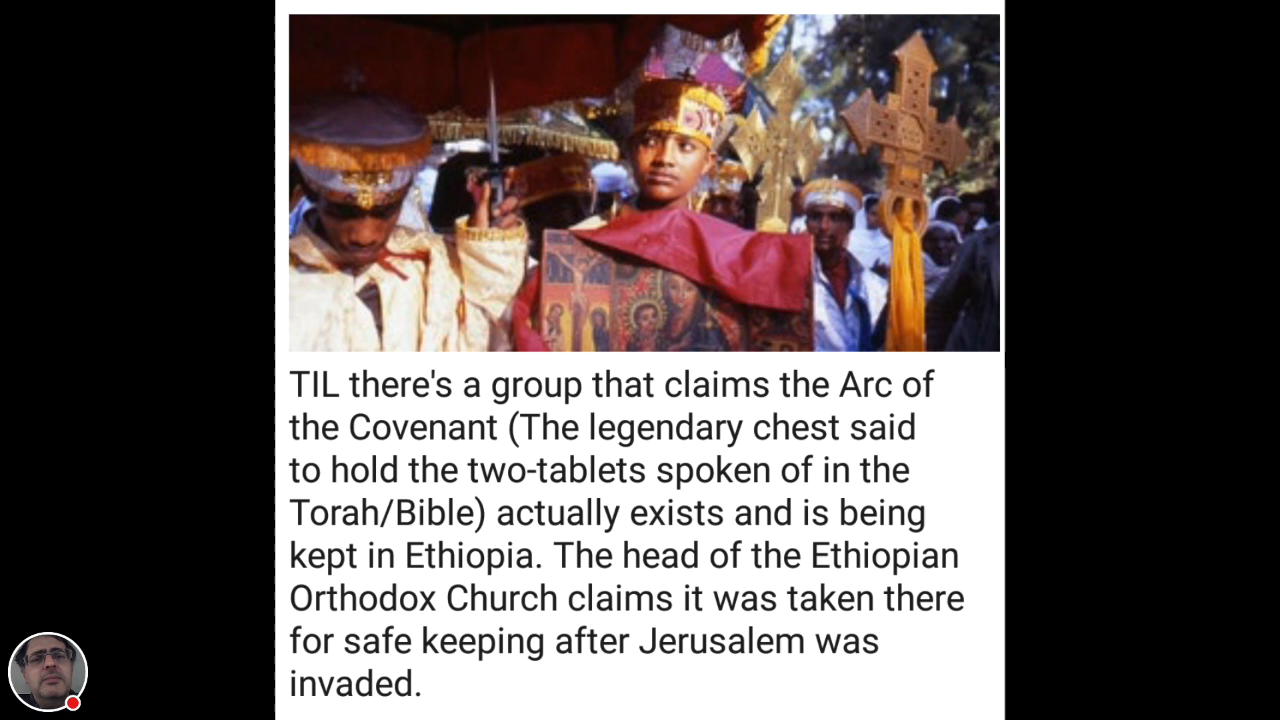 TIL there's a group that claims the Arc of
the Covenant (The legendary chest said
to hold the two-tablets spoken of in the
Torah/Bible) actually exists and is being
kept in Ethiopia. The head of the Ethiopian
Orthodox Church claims it was taken there
for safe keeping after Jerusalem was
invaded.